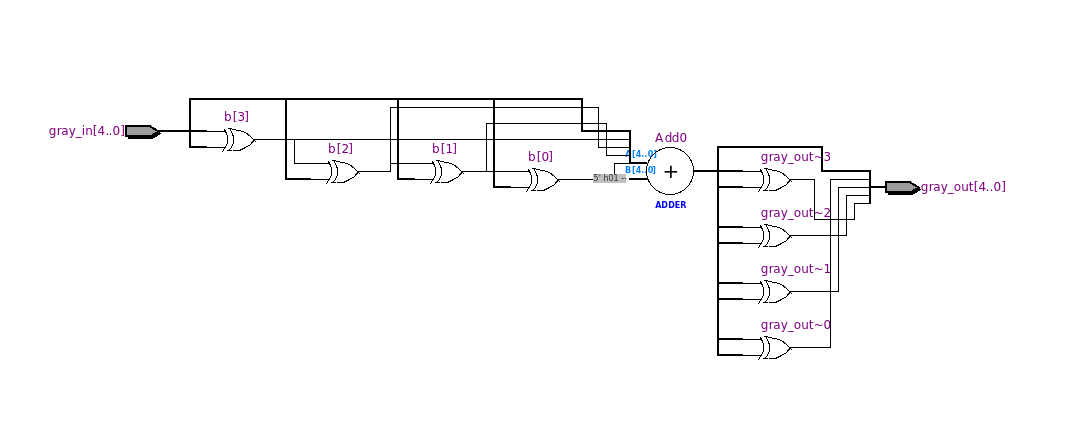 gray_in[4..0]
b[3]
b[2]
b[1]
b[0]
Add0
A[4..0]
B[4..0]
5' h01 --
+
ADDER
gray_out~3
gray_out~2
gray_out~1
gray_out~0
gray_out[4..0]